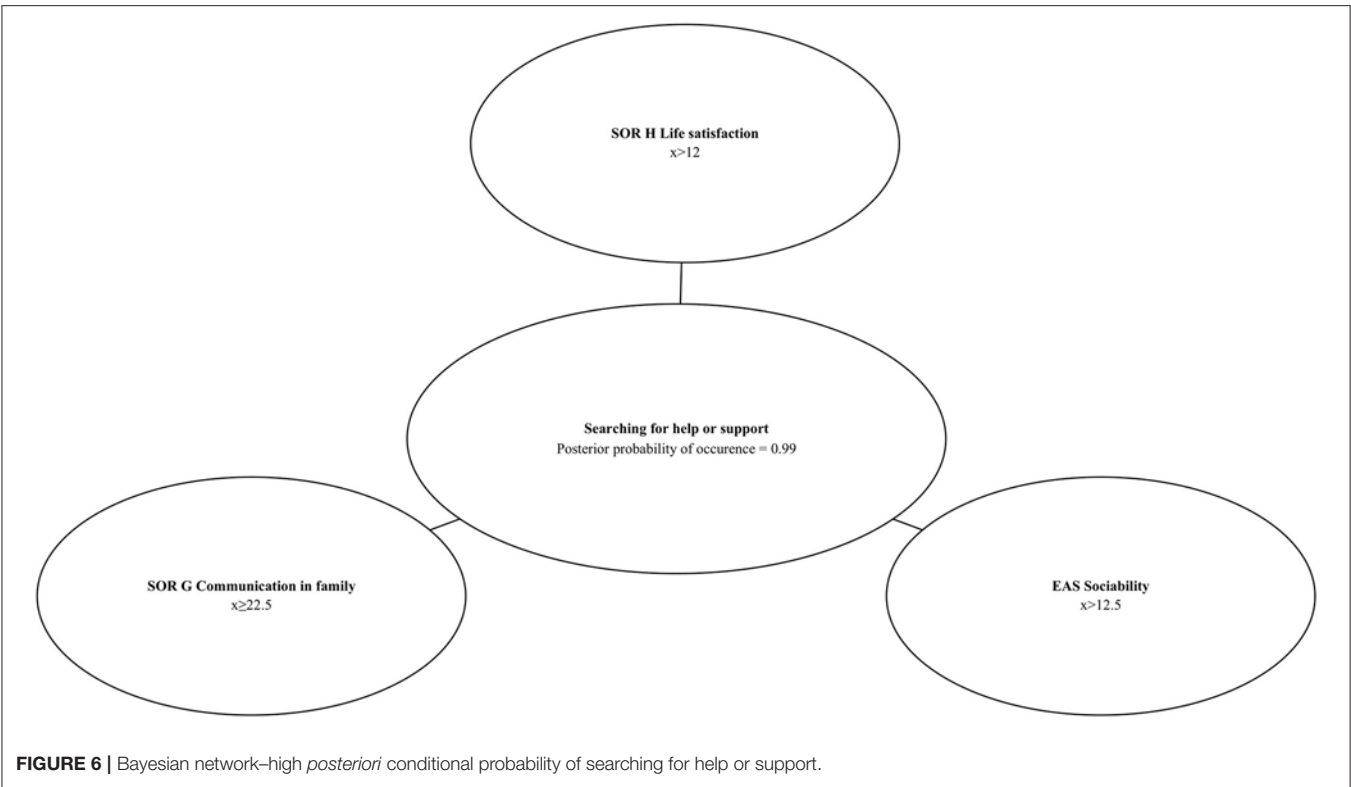 SOR H Life satisfaction
x>12
Searching for help or support
Posterior probability of occurence = 0.99
SOR G Communication in family
x≥22.5
EAS Sociability
x>12.5
FIGURE 6 | Bayesian network–high posteriori conditional probability of searching for help or support.